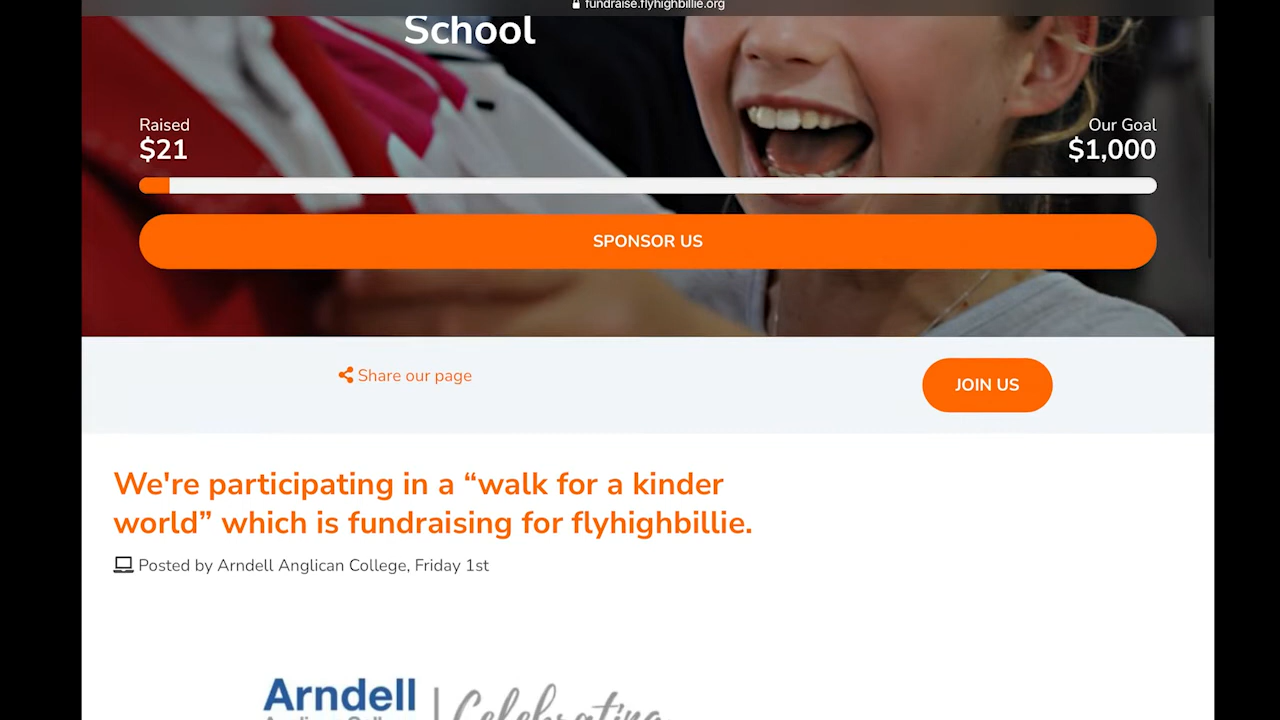 fundraise.flyhighbillie.org
School
Raised
$21
Our Goal
$1,000
SPONSOR US
Share our page
JOIN US
We're participating in a “walk for a kinder
world” which is fundraising for flyhighbillie.
Posted by Arndell Anglican College, Friday 1st
Arndell
Celebrating